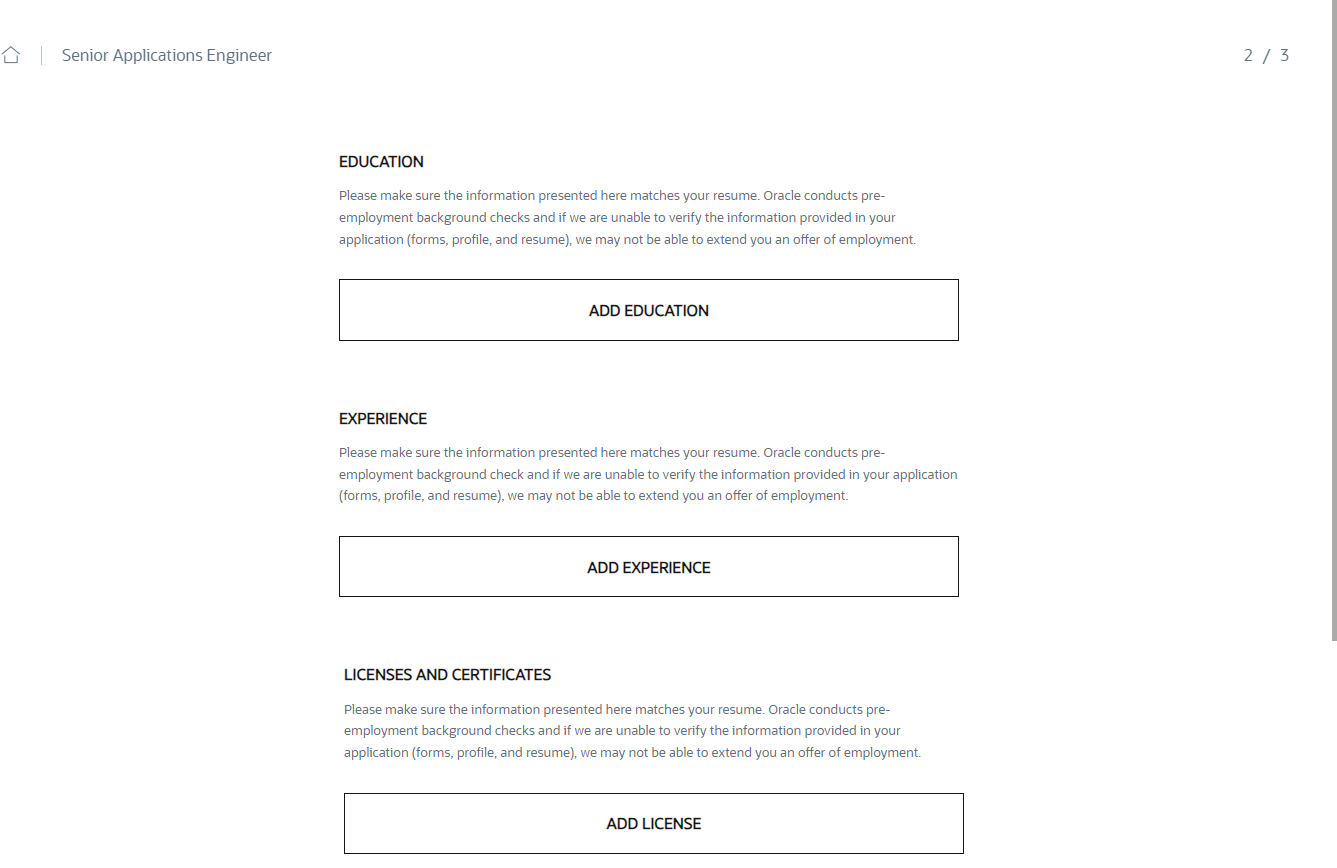 Senior Applications Engineer
2 / 3
EDUCATION
Please make sure the information presented here matches your resume. Oracle conducts pre-
employment background checks and if we are unable to verify the information provided in your
application (forms, profile, and resume), we may not be able to extend you an offer of employment.
ADD EDUCATION
EXPERIENCE
Please make sure the information presented here matches your resume. Oracle conducts pre-
employment background check and if we are unable to verify the information provided in your application
(forms, profile, and resume), we may not be able to extend you an offer of employment.
ADD EXPERIENCE
LICENSES AND CERTIFICATES
Please make sure the information presented here matches your resume. Oracle conducts pre-
employment background checks and if we are unable to verify the information provided in your
application (forms, profile, and resume), we may not be able to extend you an offer of employment.
ADD LICENSE